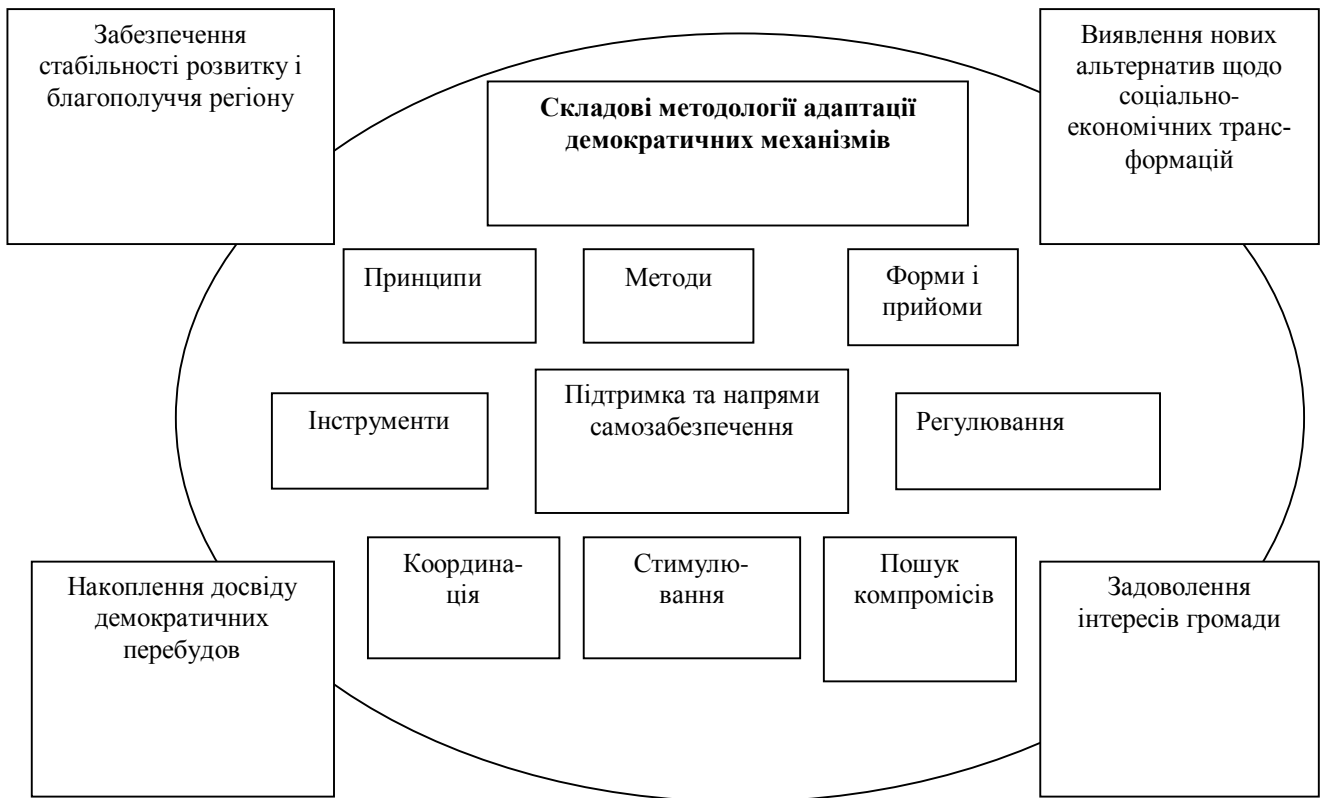 Забезпечення
стабільності розвитку і
благополуччя регіону
Складові методології адаптації
демократичних механізмів
Виявлення нових
альтернатив щодо
соціально-
економічних транс-
формацій
Принципи
Методи
Форми і
прийоми
Інструменти
Підтримка та напрями
самозабезпечення
Регулювання
Координа-
ція
Стимулю-
вання
Пошук
компромісів
Накоплення досвіду
демократичних
перебудов
Задоволення
інтересів громади